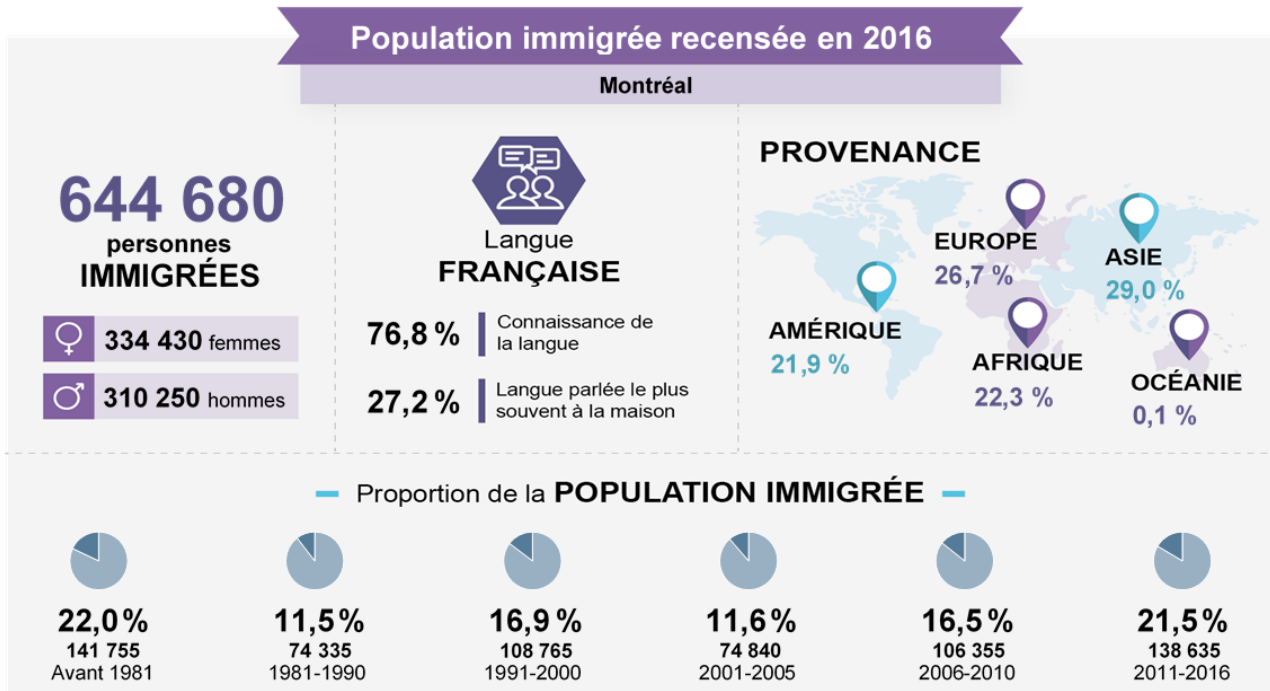 Population immigrée recensée en 2016
Montréal
644 680
personnes
IMMIGRÉES
334 430 femmes
310 250 hommes
Langue
FRANÇAISE
76,8 %
Connaissance de
la langue
27,2 %
Langue parlée le plus
souvent à la maison
PROVENANCE
EUROPE
26,7 %
ASIE
29,0 %
AMÉRIQUE
21,9 %
AFRIQUE
22,3 %
OCÉANIE
0,1 %
Proportion de la POPULATION IMMIGRÉE
22,0 %
141 755
Avant 1981
11,5 %
74 335
1981-1990
16,9 %
108 765
1991-2000
11,6 %
74 840
2001-2005
16,5 %
106 355
2006-2010
21,5 %
138 635
2011-2016